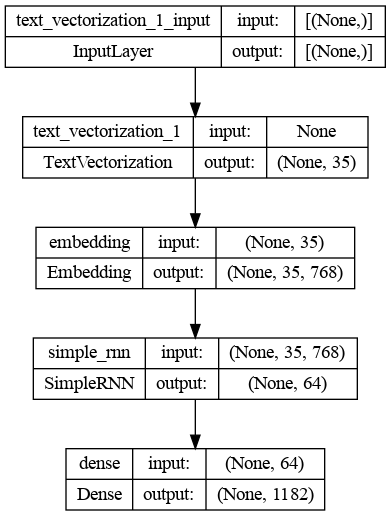 text_vectorization_1_input input: [(None,)]
InputLayer output: [(None,)]
text_vectorization_1 input: None
TextVectorization output: (None, 35)
embedding input: (None, 35)
Embedding output: (None, 35, 768)
simple_rnn input: (None, 35, 768)
SimpleRNN output: (None, 64)
dense input: (None, 64)
Dense output: (None, 1182)